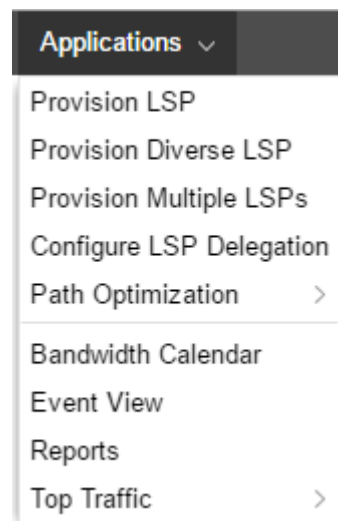 Applications
Provision LSP
Provision Diverse LSP
Provision Multiple LSPs
Configure LSP Delegation
Path Optimization
Bandwidth Calendar
Event View
Reports
Top Traffic